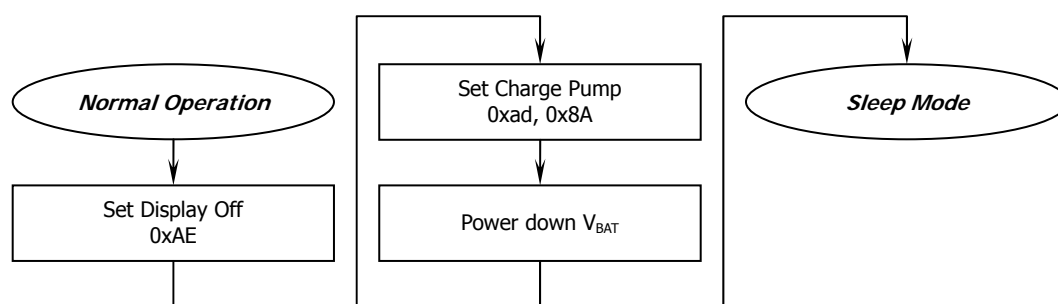 Normal Operation
Set Display Off
0xAE
Set Charge Pump
0xad, 0x8A
Power down VBAT
Sleep Mode